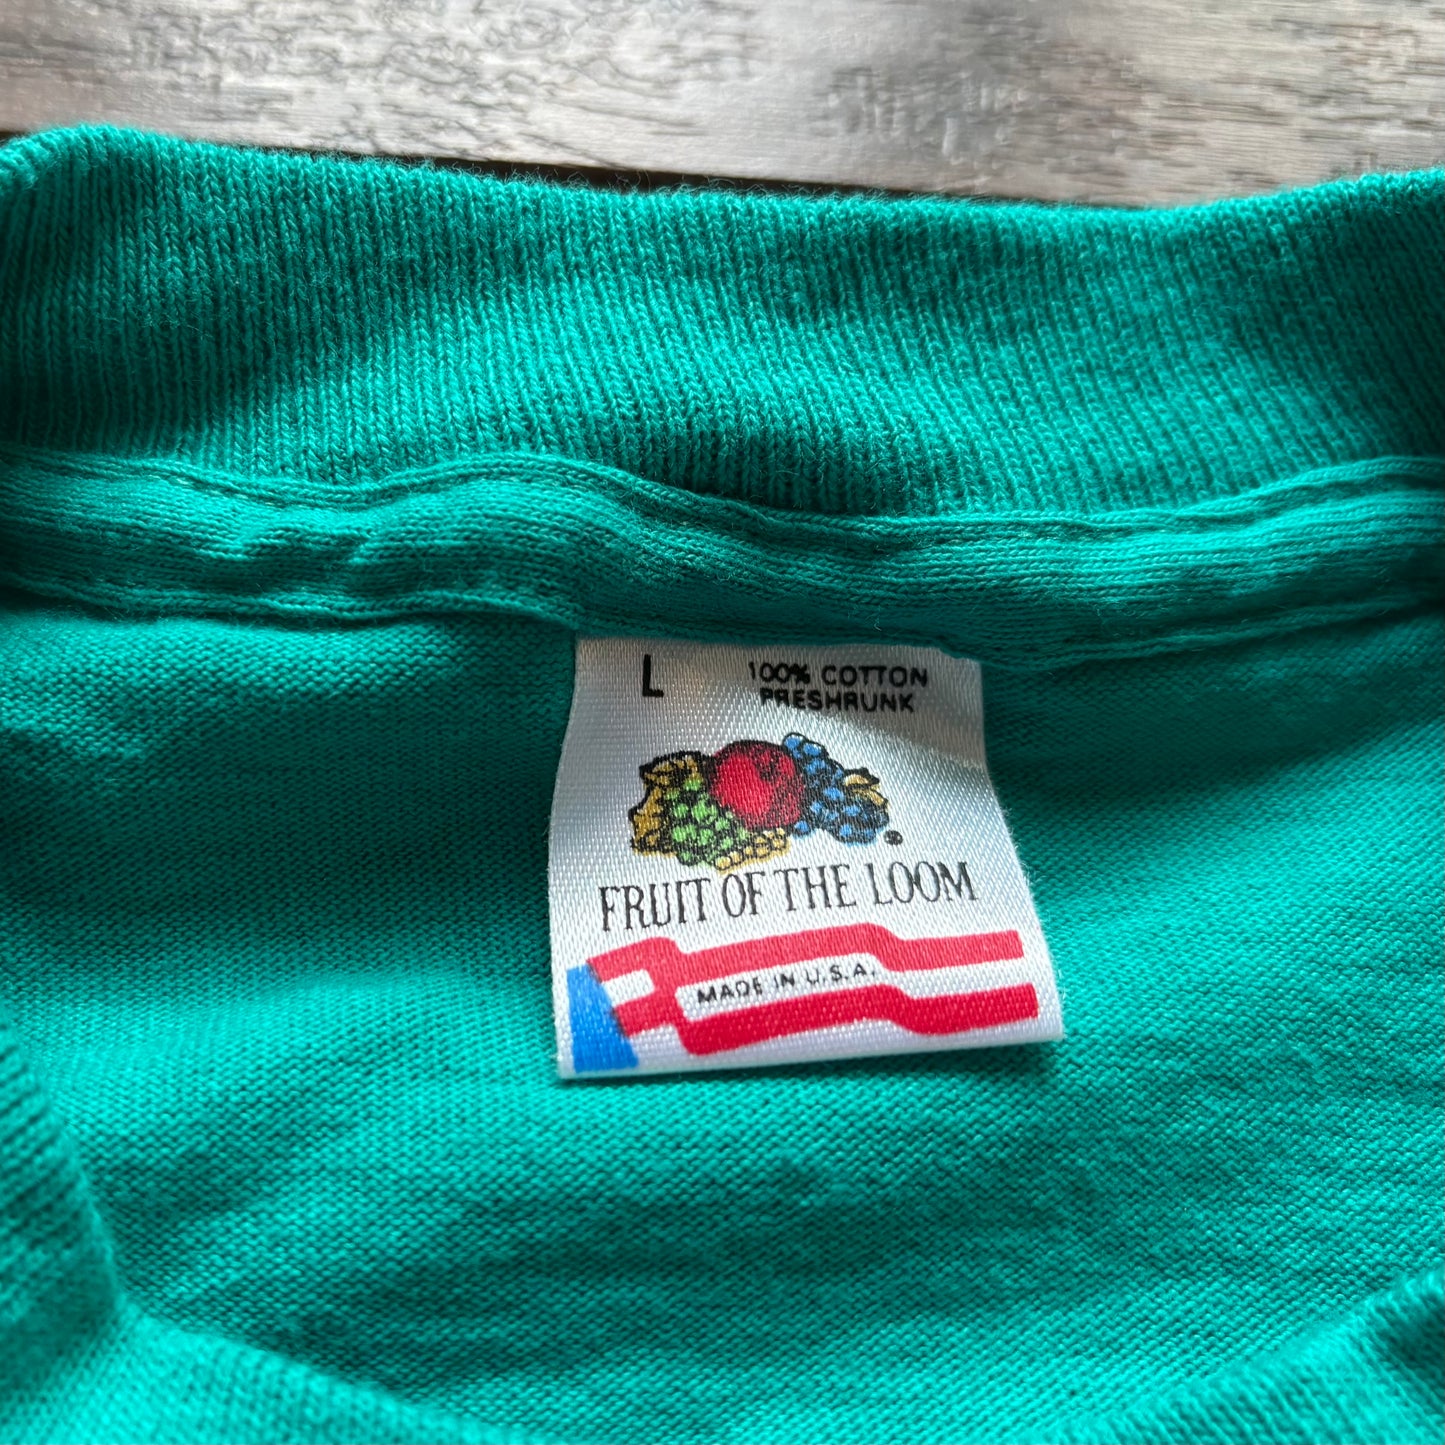 L
100% COTTON
PRESHRUNK
FRUIT OF THE LOOM
MADE IN U.S.A.